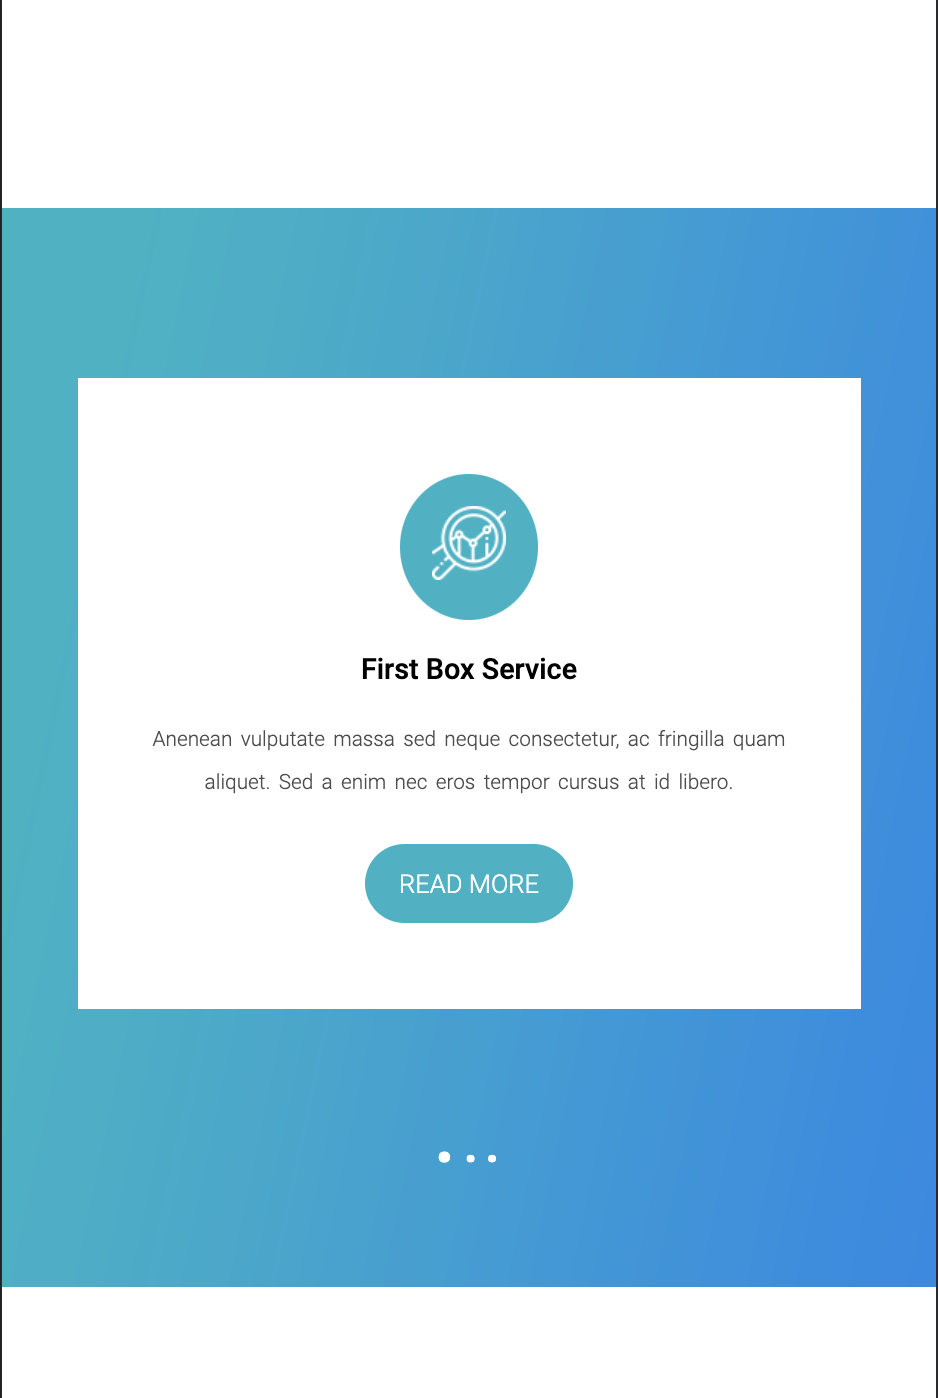 First Box Service
Anenean vulputate massa sed neque consectetur, ac fringilla quam
aliquet. Sed a enim nec eros tempor cursus at id libero.
READ MORE